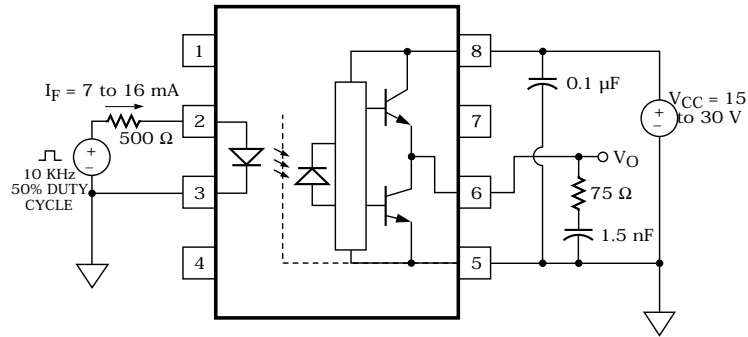 1
8
I_F = 7 to 16 mA
0.1 µF
V_CC = 15
to 30 V
+
−
2
7
500 Ω
+
−
10 KHz
50% DUTY
CYCLE
V_O
3
6
75 Ω
1.5 nF
4
5